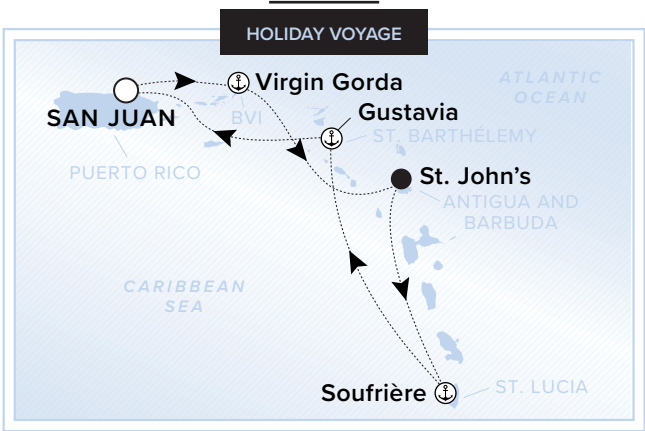 HOLIDAY VOYAGE
Virgin Gorda
ATLANTIC
OCEAN
SAN JUAN
BVI
Gustavia
ST. BARTHÉLEMY
PUERTO RICO
St. John's
ANTIGUA AND
BARBUDA
CARIBBEAN
SEA
Soufrière
ST. LUCIA